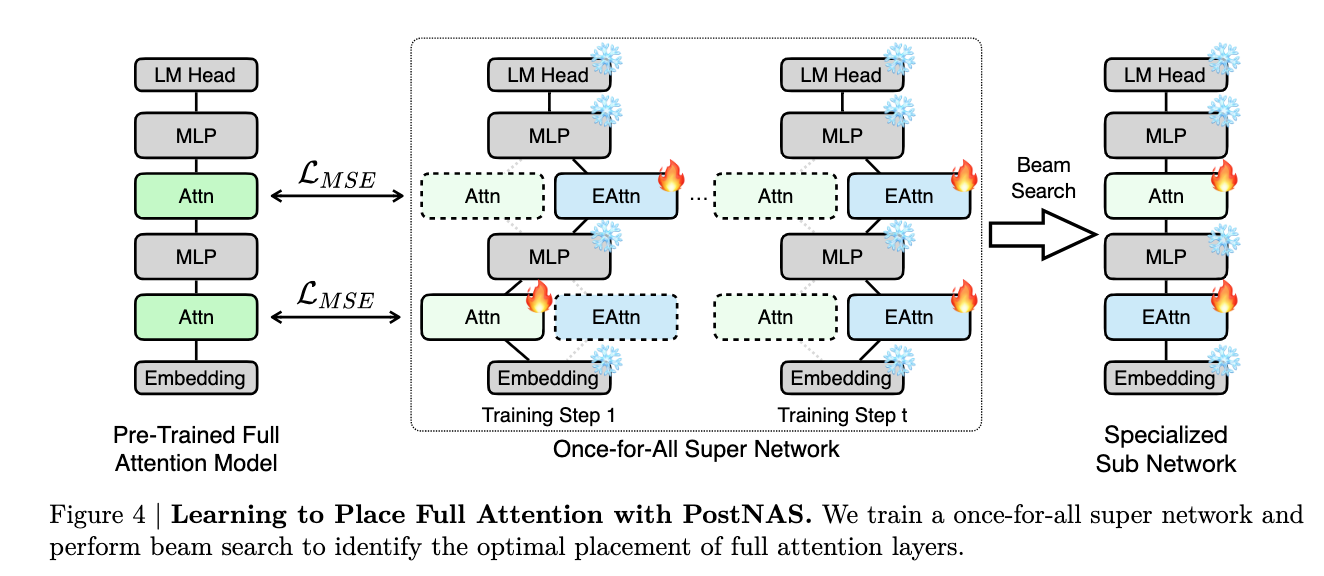 LM Head
MLP
Attn
MLP
Attn
Embedding
Pre-Trained Full
Attention Model
ℒMSE
ℒMSE
LM Head
MLP
Attn
EAttn
MLP
Attn
EAttn
Embedding
Training Step 1
...
LM Head
MLP
Attn
EAttn
MLP
Attn
EAttn
Embedding
Training Step t
Once-for-All Super Network
Beam
Search
LM Head
MLP
Attn
MLP
EAttn
Embedding
Specialized
Sub Network
Figure 4 | Learning to Place Full Attention with PostNAS. We train a once-for-all super network and
perform beam search to identify the optimal placement of full attention layers.